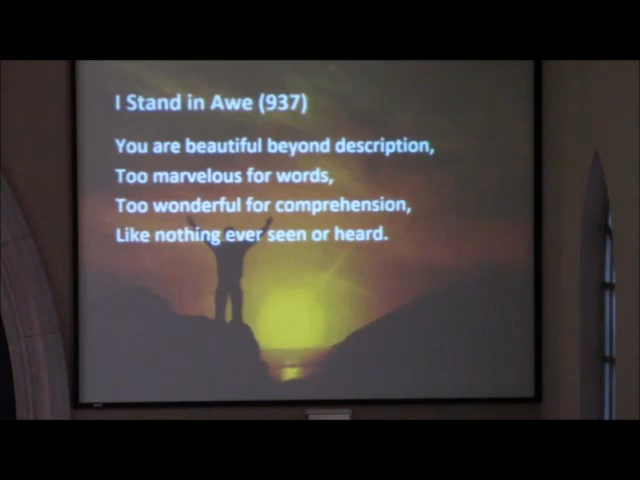 I Stand in Awe (937)
You are beautiful beyond description,
Too marvelous for words,
Too wonderful for comprehension,
Like nothing ever seen or heard.